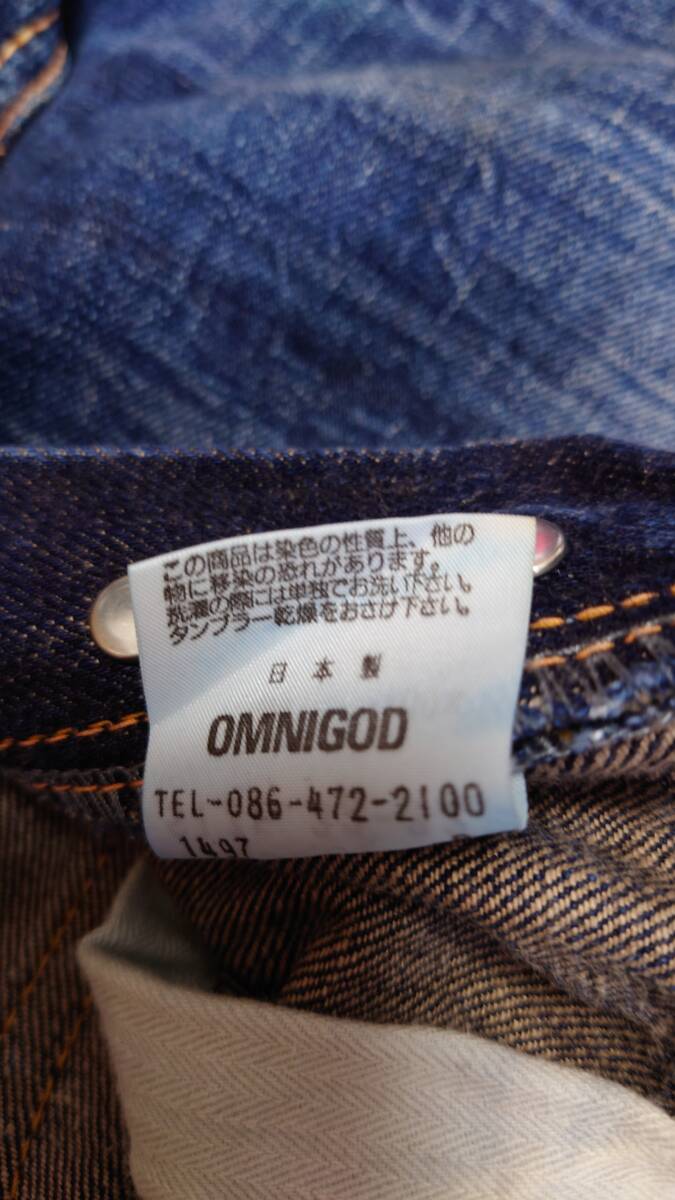 この商品は染色の性質上、他の
物に移染の恐れがあります。
洗濯の際には単独でお洗い下さい。
タンブラー乾燥をおさけ下さい。
日本製
OMNIGOD
TEL-086-472-2100
1497